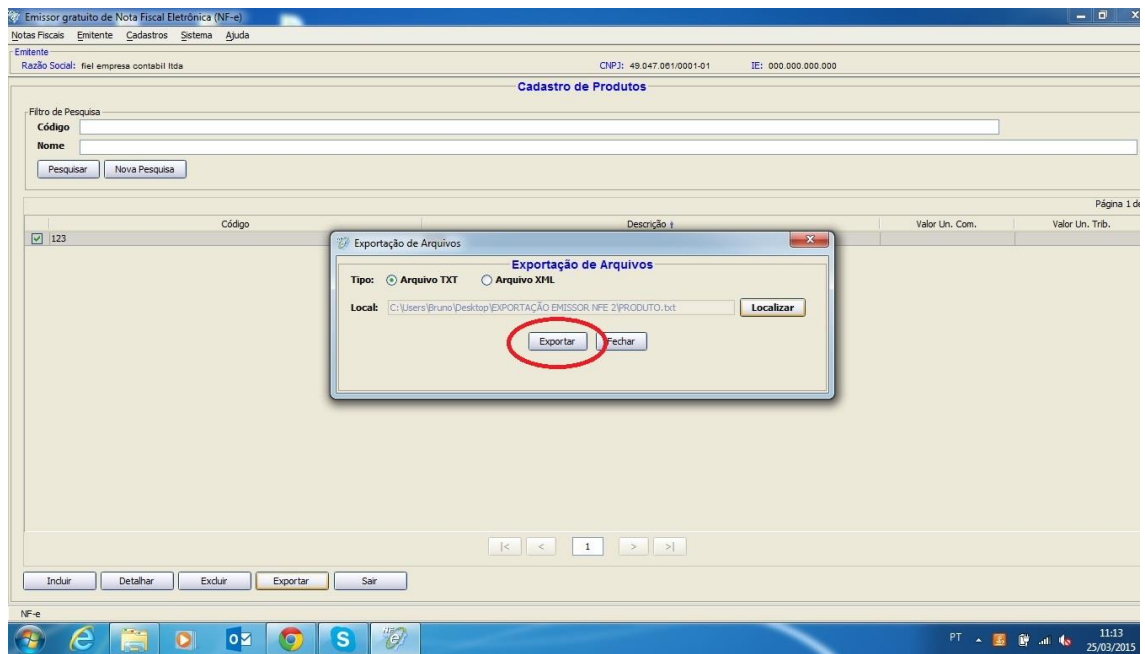 Emissor gratuito de Nota Fiscal Eletrônica (NF-e)
Notas Fiscais Emitente Cadastros Sistema Ajuda
Emitente
Razão Social: fiel empresa contabil ltda CNPJ: 49.047.061/0001-01 IE: 000.000.000.000
Cadastro de Produtos
Filtro de Pesquisa
Código
Nome
Pesquisar Nova Pesquisa
Página 1 de
Código Descrição Valor Un. Com. Valor Un. Trib.
123
Exportação de Arquivos
Exportação de Arquivos
Tipo: Arquivo TXT Arquivo XML
Local: C:\Users\Bruno\Desktop\EXPORTAÇÃO EMISSOR NFE 2\PRODUTO.txt Localizar
Exportar Fechar
|< < 1 > >|
Incluir Detalhar Excluir Exportar Sair
NF-e
PT 11:13
25/03/2015